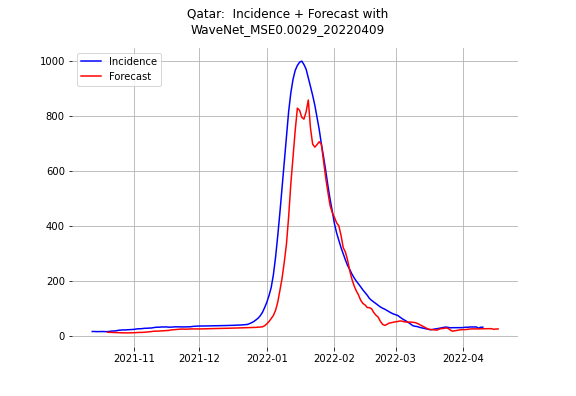 Qatar:  Incidence + Forecast with
WaveNet_MSE0.0029_20220409
Incidence
Forecast
1000
800
600
400
200
0
2021-11 2021-12 2022-01 2022-02 2022-03 2022-04